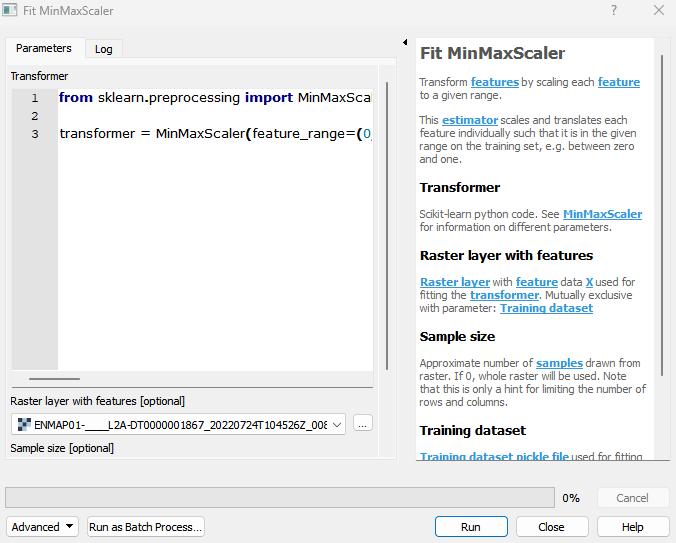 Fit MinMaxScaler
?
Parameters
Log
Transformer
1 from sklearn.preprocessing import MinMaxSca
2
3 transformer = MinMaxScaler(feature_range=(0,
Raster layer with features [optional]
ENMAP01-____L2A-DT0000001867_20220724T104526Z_008
...
Sample size [optional]
Fit MinMaxScaler
Transform features by scaling each feature
to a given range.
This estimator scales and translates each
feature individually such that it is in the given
range on the training set, e.g. between zero
and one.
Transformer
Scikit-learn python code. See MinMaxScaler
for information on different parameters.
Raster layer with features
Raster layer with feature data X used for
fitting the transformer. Mutually exclusive
with parameter: Training dataset
Sample size
Approximate number of samples drawn from
raster. If 0, whole raster will be used. Note
that this is only a hint for limiting the number of
rows and columns.
Training dataset
Training dataset pickle file used for fitting
0%
Cancel
Advanced
Run as Batch Process...
Run
Close
Help